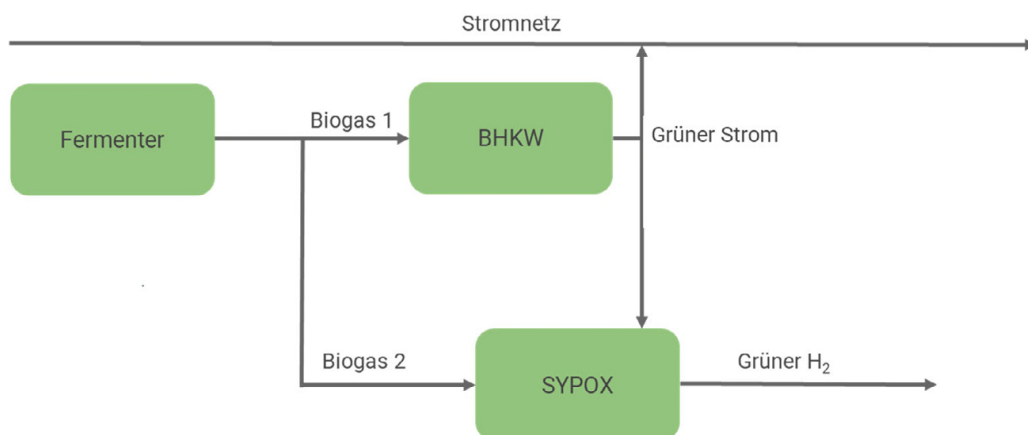 Stromnetz
Fermenter
Biogas 1
BHKW
Grüner Strom
Biogas 2
SYPOX
Grüner H₂